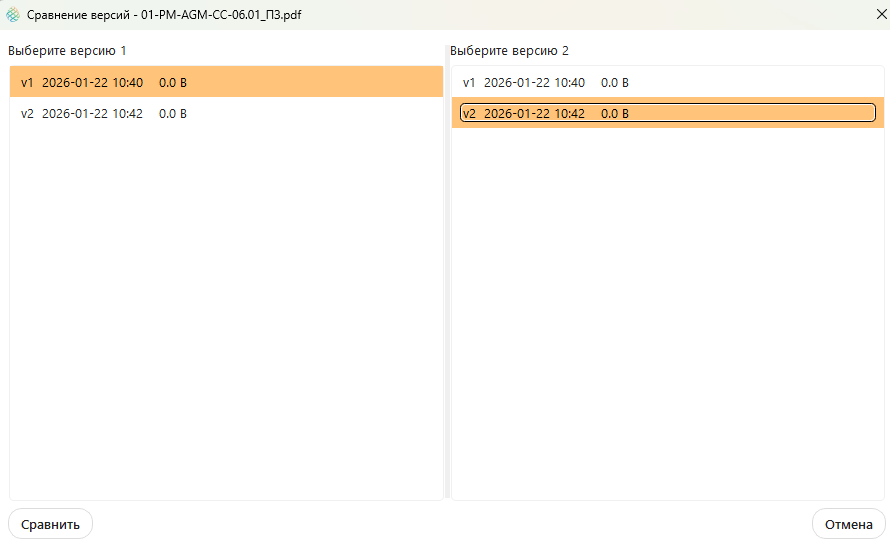 Сравнение версий - 01-PM-AGM-CC-06.01_ПЗ.pdf
Выберите версию 1
v1 2026-01-22 10:40 0.0 B
v2 2026-01-22 10:42 0.0 B
Выберите версию 2
v1 2026-01-22 10:40 0.0 B
v2 2026-01-22 10:42 0.0 B
Сравнить
Отмена